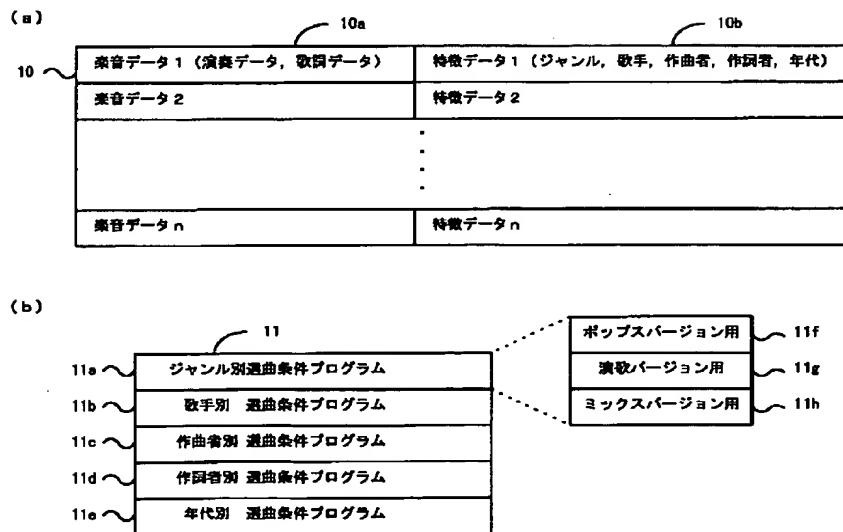 (a)
10a 10b
10 楽音データ1(演奏データ, 歌詞データ) 特徴データ1(ジャンル, 歌手, 作曲者, 作詞者, 年代)
楽音データ2 特徴データ2
楽音データn 特徴データn
(b)
11
ポップスバージョン用 11f
11a ジャンル別選曲条件プログラム
演歌バージョン用 11g
11b 歌手別 選曲条件プログラム
ミックスバージョン用 11h
11c 作曲者別 選曲条件プログラム
11d 作詞者別 選曲条件プログラム
11e 年代別 選曲条件プログラム